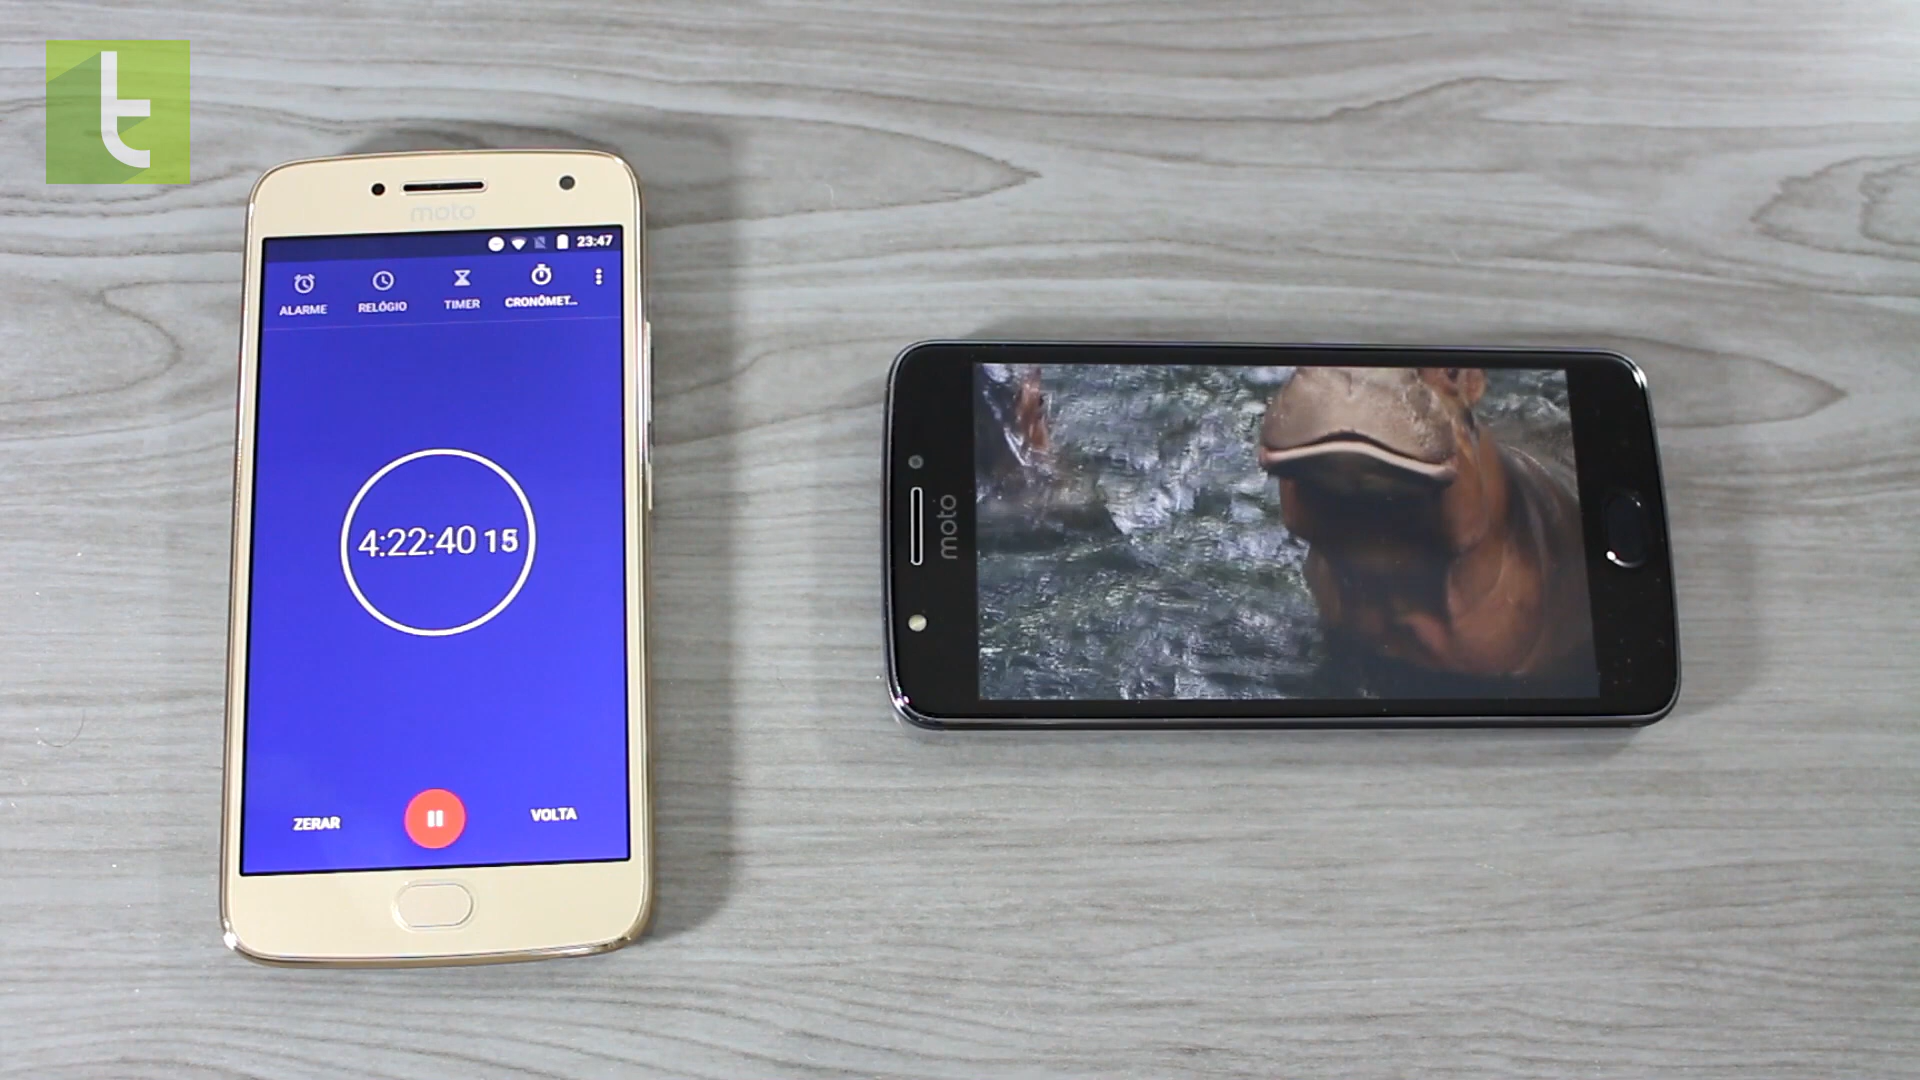 t
moto
23:47
ALARME
RELÓGIO
TIMER
CRONÔMET...
4:22:40 15
ZERAR
VOLTA
moto